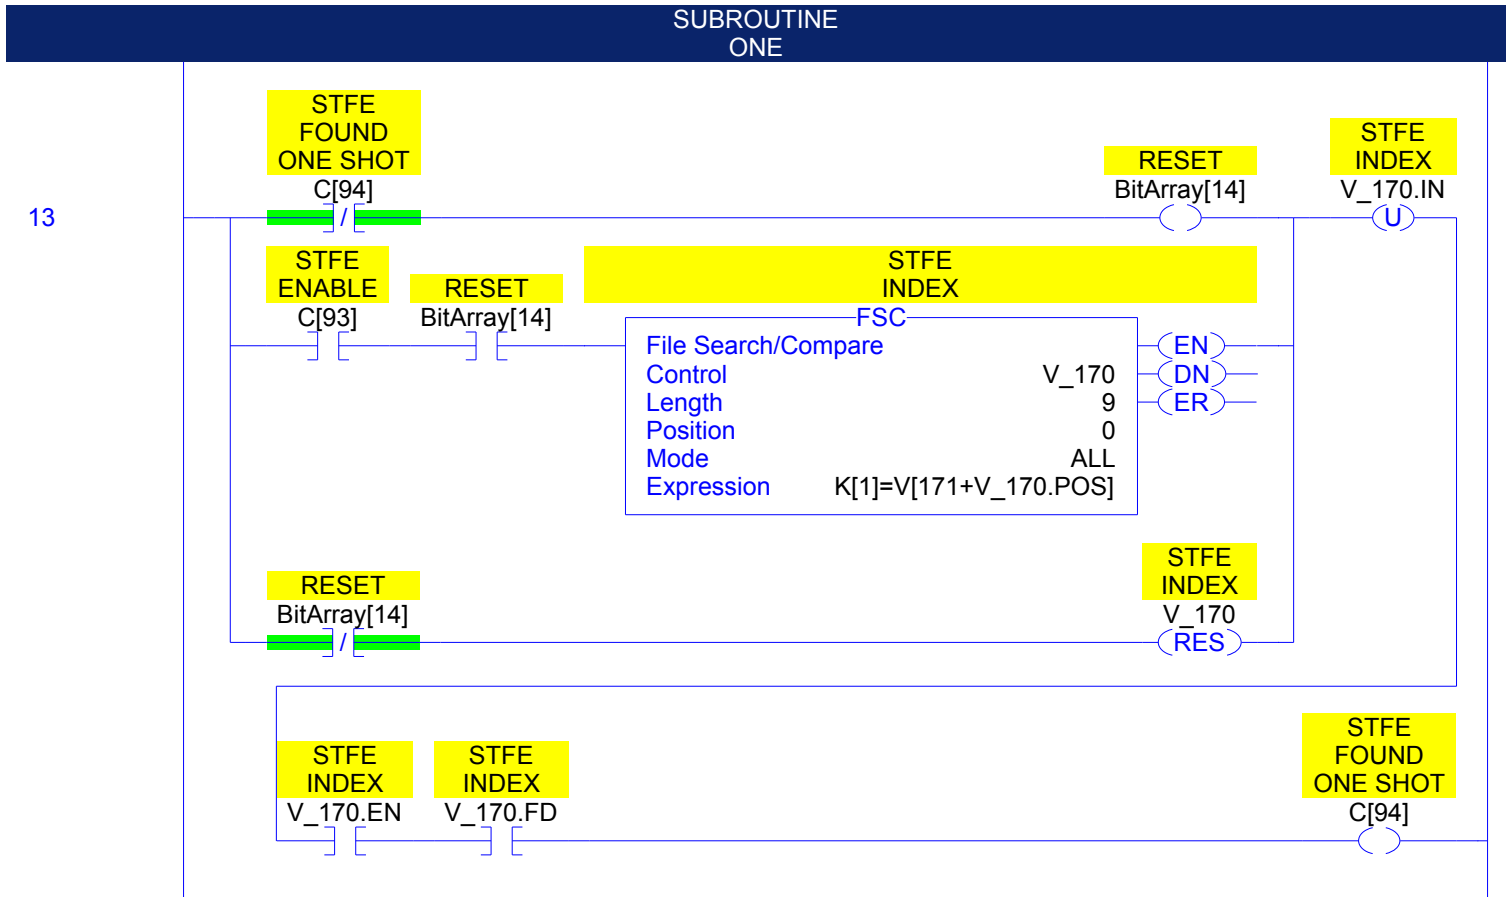 SUBROUTINE
ONE
13
STFE
FOUND
ONE SHOT
C[94]
/
RESET
BitArray[14]
STFE
INDEX
V_170.IN
U
STFE
ENABLE
C[93]
RESET
BitArray[14]
STFE
INDEX
FSC
File Search/Compare
Control V_170
Length 9
Position 0
Mode ALL
Expression K[1]=V[171+V_170.POS]
EN
DN
ER
RESET
BitArray[14]
/
STFE
INDEX
V_170
RES
STFE
INDEX
V_170.EN
STFE
INDEX
V_170.FD
STFE
FOUND
ONE SHOT
C[94]